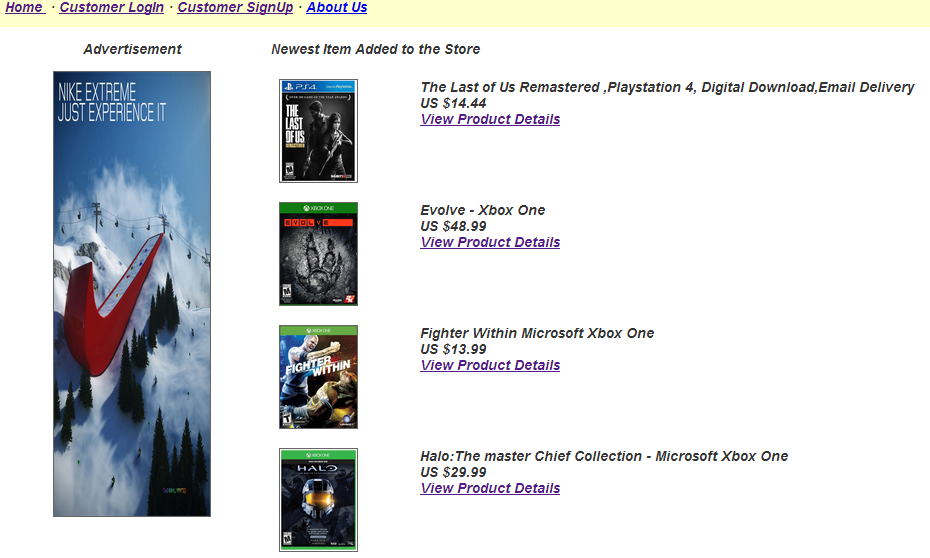 Home · Customer LogIn · Customer SignUp · About Us
Advertisement
Newest Item Added to the Store
NIKE EXTREME
JUST EXPERIENCE IT
PS4
THE
LAST
OF US
The Last of Us Remastered ,Playstation 4, Digital Download,Email Delivery
US $14.44
View Product Details
XBOX ONE
EVOLVE
2K
Evolve - Xbox One
US $48.99
View Product Details
XBOX ONE
FIGHTER
WITHIN
Fighter Within Microsoft Xbox One
US $13.99
View Product Details
XBOX ONE
HALO
Halo:The master Chief Collection - Microsoft Xbox One
US $29.99
View Product Details